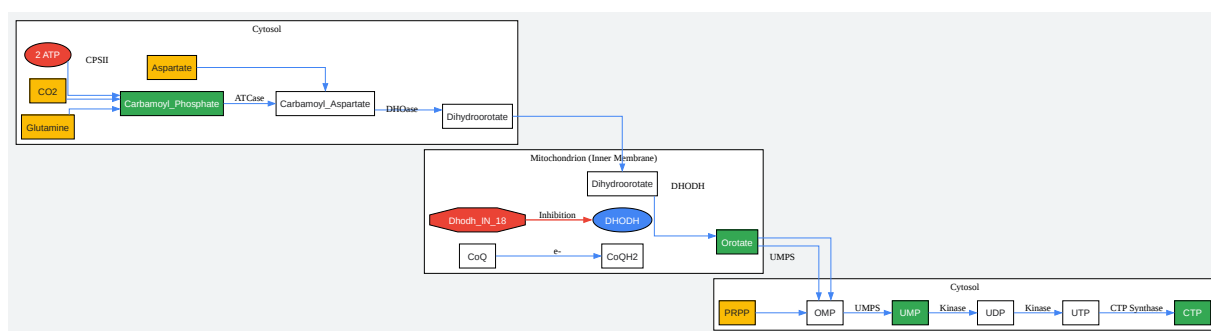 Cytosol
2 ATP
CPSII
Aspartate
CO2
Carbamoyl_Phosphate
ATCase
Carbamoyl_Aspartate
DHOase
Dihydroorotate
Glutamine
Mitochondrion (Inner Membrane)
Dihydroorotate
DHODH
Dhodh_IN_18
Inhibition
DHODH
Orotate
CoQ
e-
CoQH2
UMPS
Cytosol
PRPP
OMP
UMPS
UMP
Kinase
UDP
Kinase
UTP
CTP Synthase
CTP